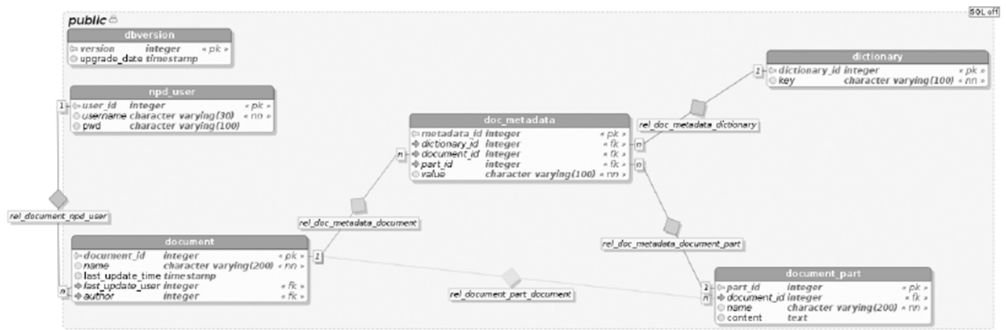 SQL off
public
dbversion
version integer « pk »
upgrade_date timestamp
dictionary
dictionary_id integer « pk »
key character varying(100) « nn »
npd_user
user_id integer « pk »
username character varying(30) « nn »
pwd character varying(100)
1
1
doc_metadata
metadata_id integer « pk »
dictionary_id integer « fk »
document_id integer « fk »
part_id integer « fk »
value character varying(100) « nn »
rel_doc_metadata_dictionary
n
n
n
rel_document_npd_user
rel_doc_metadata_document
rel_doc_metadata_document_part
document
document_id integer « pk »
name character varying(200) « nn »
last_update_time timestamp
last_update_user integer « fk »
author integer « fk »
1
n
rel_document_part_document
document_part
part_id integer « pk »
document_id integer « fk »
name character varying(200) « nn »
content text
1
n